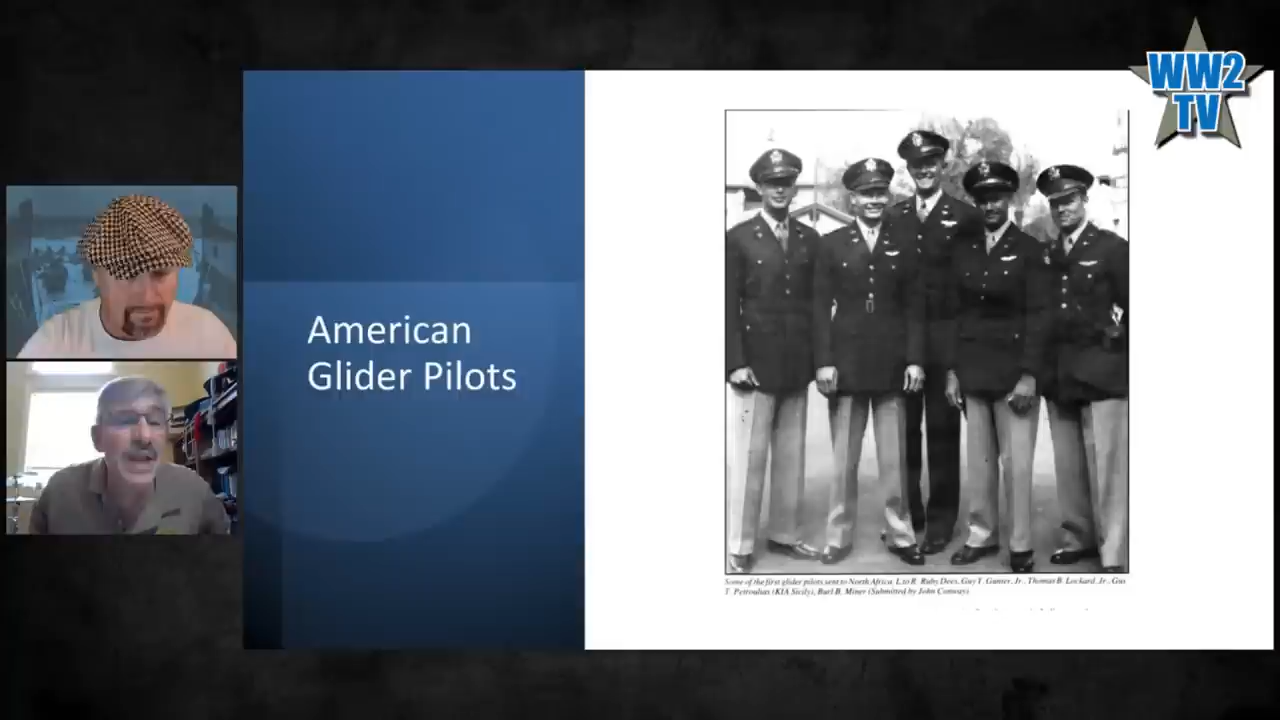 WW2
TV
American
Glider Pilots
Some of the first glider pilots sent to North Africa. L to R. Ruby Dees, Guy T. Gunter, Jr., Thomas B. Lockard, Jr., Gus
T. Petroulias (KIA Sicily), Burl B. Miner (Submitted by John Conway)